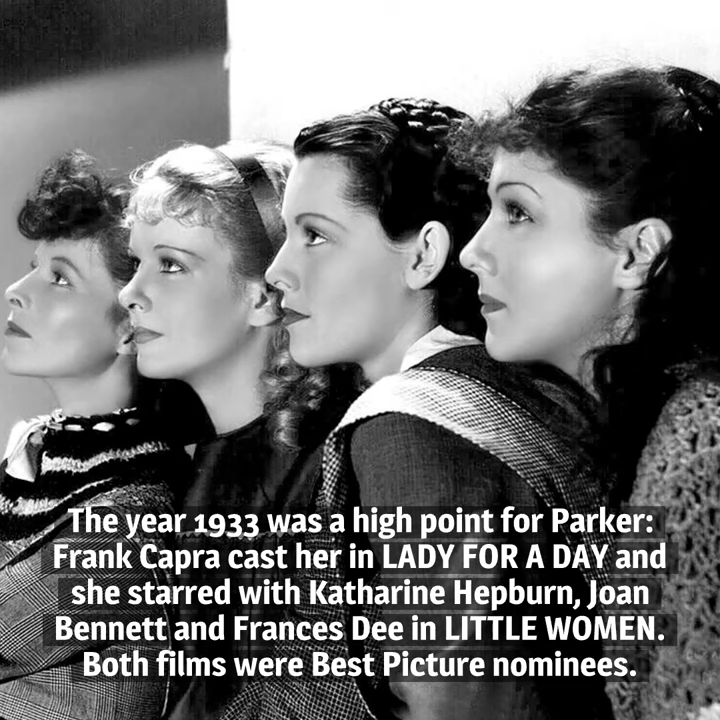 The year 1933 was a high point for Parker:
Frank Capra cast her in LADY FOR A DAY and
she starred with Katharine Hepburn, Joan
Bennett and Frances Dee in LITTLE WOMEN.
Both films were Best Picture nominees.